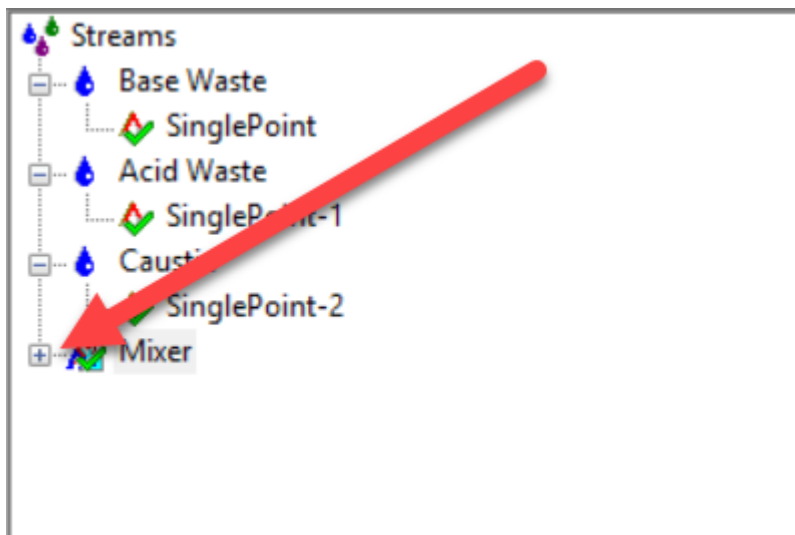 Streams
Base Waste
SinglePoint
Acid Waste
SinglePoint-1
SinglePoint-2
Mixer